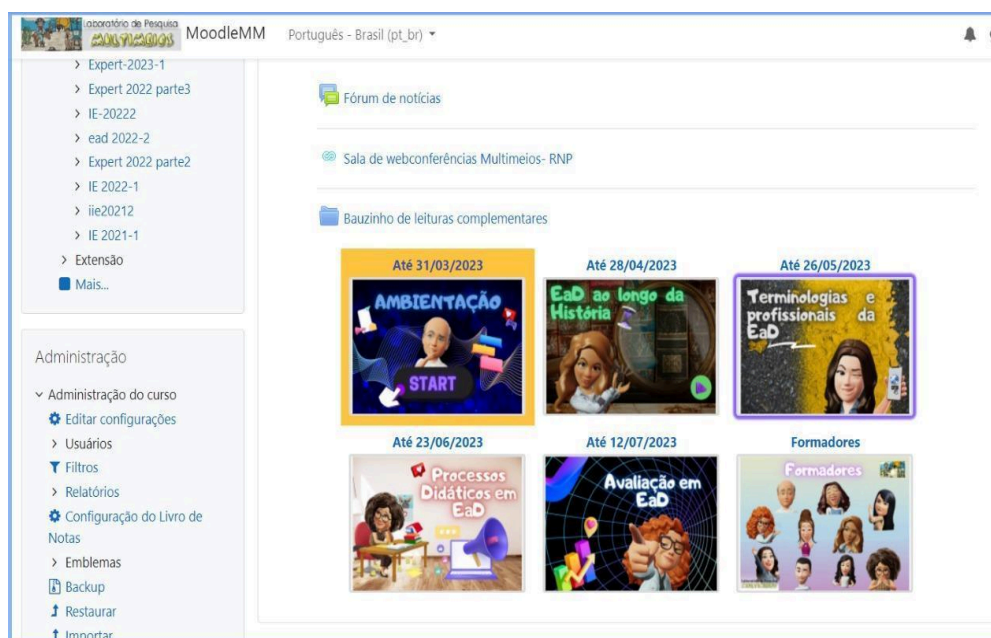 Laboratório de Pesquisa
MULTIMEIOS
MoodleMM
Português - Brasil (pt_br)
Expert-2023-1
Expert 2022 parte3
IE-20222
ead 2022-2
Expert 2022 parte2
IE 2022-1
iie20212
IE 2021-1
Extensão
Mais...
Administração
Administração do curso
Editar configurações
Usuários
Filtros
Relatórios
Configuração do Livro de
Notas
Emblemas
Backup
Restaurar
Importar
Fórum de notícias
Sala de webconferências Multimeios- RNP
Bauzinho de leituras complementares
Até 31/03/2023
AMBIENTAÇÃO
START
Até 28/04/2023
EaD ao longo da
História
Até 26/05/2023
Terminologias e
profissionais da
EaD
Até 23/06/2023
Processos
Didáticos em
EaD
Até 12/07/2023
Avaliação em
EaD
Formadores
Formadores